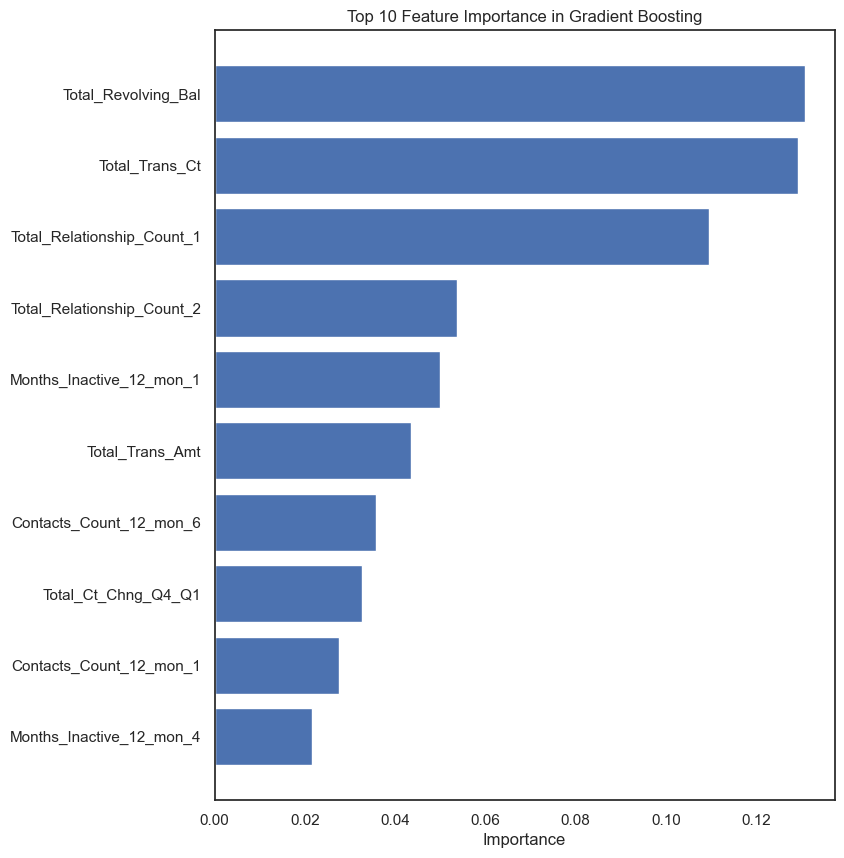 Top 10 Feature Importance in Gradient Boosting
Total_Revolving_Bal
Total_Trans_Ct
Total_Relationship_Count_1
Total_Relationship_Count_2
Months_Inactive_12_mon_1
Total_Trans_Amt
Contacts_Count_12_mon_6
Total_Ct_Chng_Q4_Q1
Contacts_Count_12_mon_1
Months_Inactive_12_mon_4
0.00 0.02 0.04 0.06 0.08 0.10 0.12
Importance